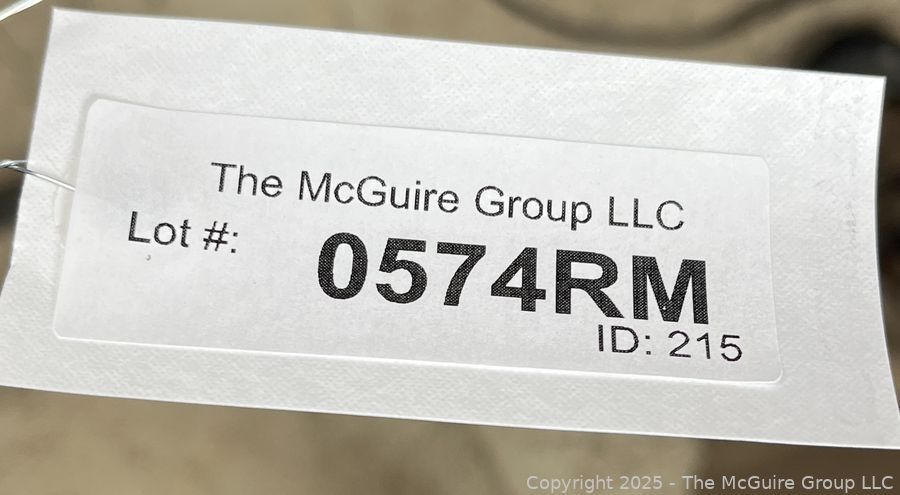 The McGuire Group LLC
Lot #: 0574RM
ID: 215
Copyright 2025 - The McGuire Group LLC